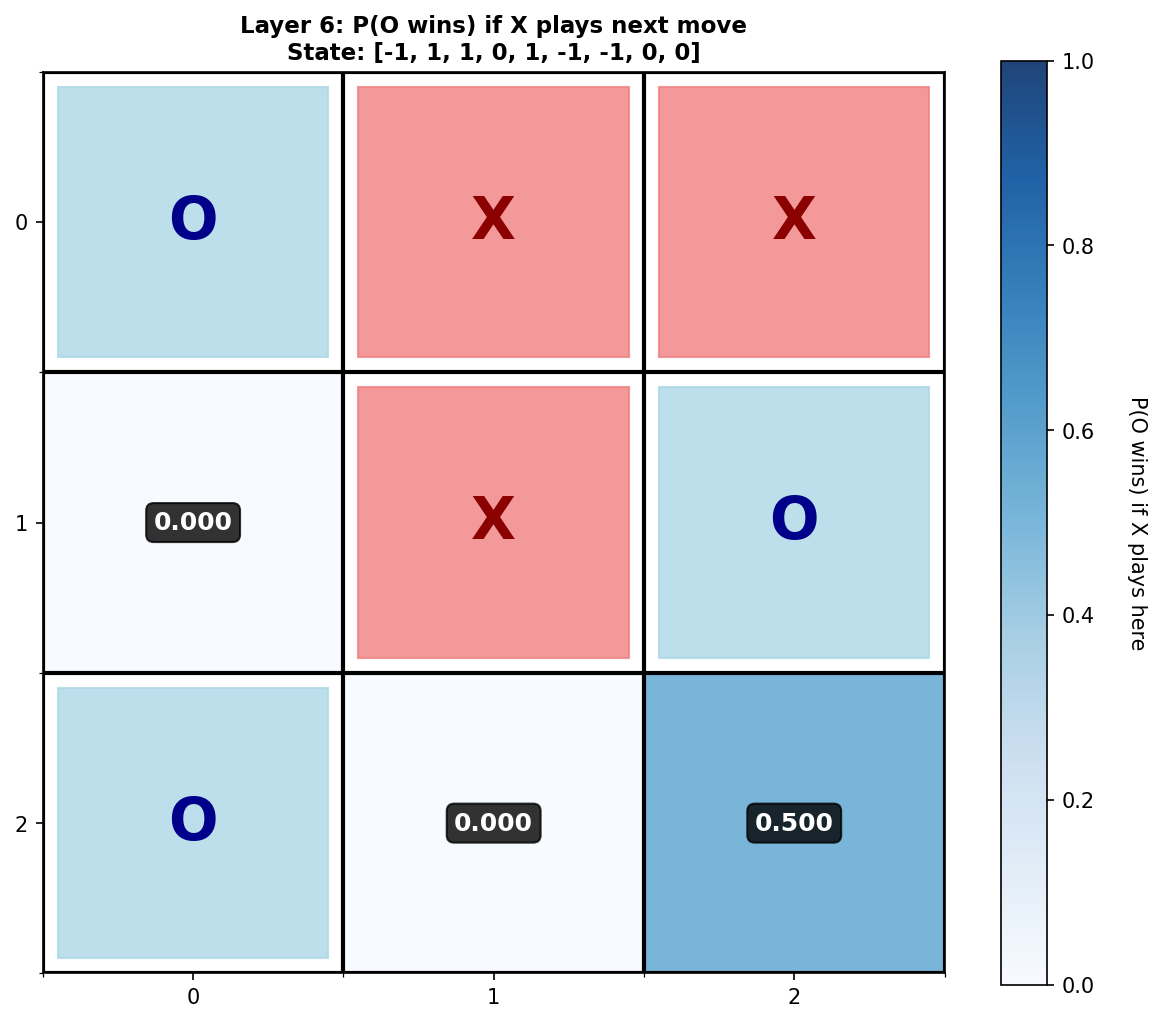 Layer 6: P(O wins) if X plays next move
State: [-1, 1, 1, 0, 1, -1, -1, 0, 0]
0
O
X
X
1
0.000
X
O
2
O
0.000
0.500
0
1
2
1.0
0.8
0.6
0.4
0.2
0.0
P(O wins) if X plays here